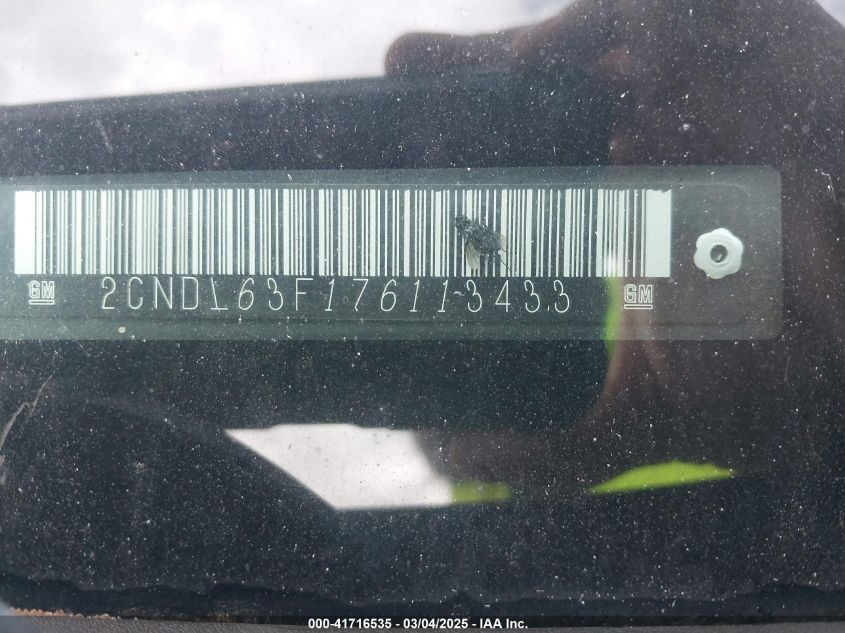 GM 2CNDL63F176113433 GM
000-41716535 - 03/04/2025 - IAA Inc.